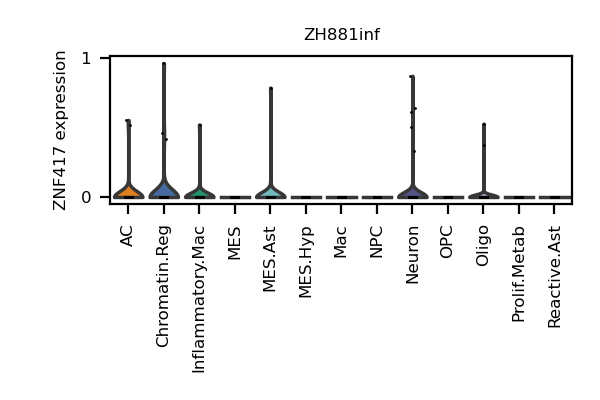 ZH881inf
ZNF417 expression
1
0
AC
Chromatin.Reg
Inflammatory.Mac
MES
MES.Ast
MES.Hyp
Mac
NPC
Neuron
OPC
Oligo
Prolif.Metab
Reactive.Ast